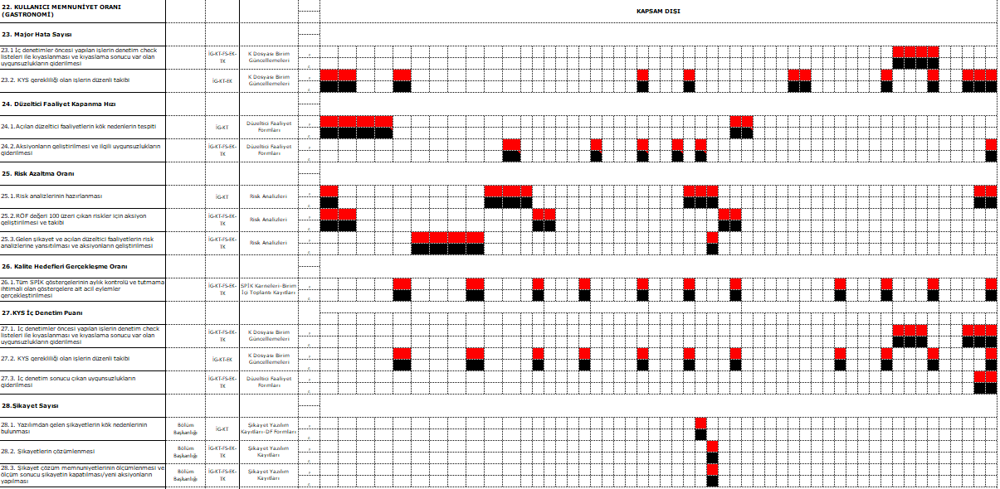 22. KULLANICI MEMNUNİYET ORANI
(GASTRONOMİ)
KAPSAM DIŞI
23. Major Hata Sayısı
23.1 İç denetimler öncesi yapılan işlerin denetim check
listeleri ile kıyaslanması ve kıyaslama sonucu var olan
uygunsuzlukların giderilmesi
İG-KT-FS-EK-
TK
K Dosyası Birim
Güncellemeleri
23.2. KYS gerekliliği olan işlerin düzenli takibi
İG-KT-EK
K Dosyası Birim
Güncellemeleri
24. Düzeltici Faaliyet Kapanma Hızı
24.1.Açılan düzeltici faaliyetlerin kök nedenlerin tespiti
İG-KT
Düzeltici Faaliyet
Formları
24.2.Aksiyonların geliştirilmesi ve ilgili uygunsuzlukların
giderilmesi
İG-KT-FS-EK-
TK
Düzeltici Faaliyet
Formları
25. Risk Azaltma Oranı
25.1.Risk analizlerinin hazırlanması
İG-KT
Risk Analizleri
25.2.RÖF değeri 100 üzeri çıkan riskler için aksiyon
geliştirilmesi ve takibi
İG-KT-FS-EK-
TK
Risk Analizleri
25.3.Gelen şikayet ve açılan düzeltici faaliyetlerin risk
analizlerine yansıtılması ve aksiyonların geliştirilmesi
İG-KT-FS-EK-
TK
Risk Analizleri
26. Kalite Hedefleri Gerçekleşme Oranı
26.1.Tüm SPİK göstergelerinin aylık kontrolü ve tutmama
ihtimali olan göstergelere ait acil eylemler
gerçekleştirilmesi
İG-KT-FS-EK-
TK
SPİK Karneleri-Birim
İçi Toplantı Kayıtları
27.KYS İç Denetim Puanı
27.1. İç denetimler öncesi yapılan işlerin denetim check
listeleri ile kıyaslanması ve kıyaslama sonucu var olan
uygunsuzlukların giderilmesi
İG-KT-FS-EK-
TK
K Dosyası Birim
Güncellemeleri
27.2. KYS gerekliliği olan işlerin düzenli takibi
İG-KT-EK
K Dosyası Birim
Güncellemeleri
27.3. İç denetim sonucu çıkan uygunsuzlukların
giderilmesi
İG-KT-FS-EK-
TK
Düzeltici Faaliyet
Formları
28.Şikayet Sayısı
28.1. Yazılımdan gelen şikayetlerin kök nedenlerinin
bulunması
Bölüm
Başkanlığı
İG-KT
Şikayet Yazılım
Kayıtları-DF Formları
28.2. Şikayetlerin çözümlenmesi
Bölüm
Başkanlığı
İG-KT-FS-EK-
TK
Şikayet Yazılım
Kayıtları
28.3. Şikayet çözüm memnuniyetlerinin ölçümlenmesi ve
ölçüm sonucu şikayetin kapatılması/yeni aksiyonların
yapılması
Bölüm
Başkanlığı
İG-KT-FS-EK-
TK
Şikayet Yazılım
Kayıtları